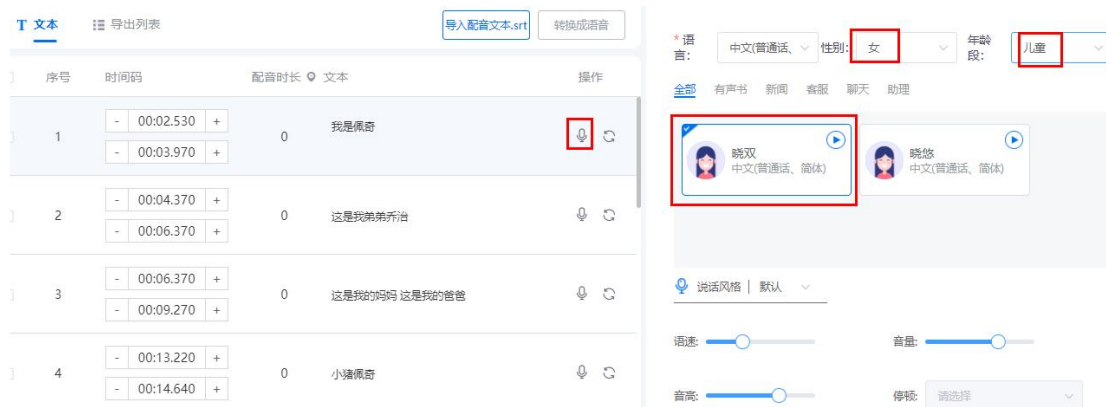 T 文本 导出列表 导入配音文本.srt 转换成语音
序号 时间码 配音时长 文本 操作
- 00:02.530 +
1 0 我是佩奇
- 00:03.970 +
- 00:04.370 +
2 0 这是我弟弟乔治
- 00:06.370 +
- 00:06.370 +
3 0 这是我的妈妈 这是我的爸爸
- 00:09.270 +
- 00:13.220 +
4 0 小猪佩奇
- 00:14.640 +
*语言: 中文(普通话、 性别: 女 年龄段: 儿童
全部 有声书 新闻 客服 聊天 助理
晓双 晓悠
中文(普通话、简体) 中文(普通话、简体)
说话风格 | 默认
语速: 音量:
音高: 停顿: 请选择